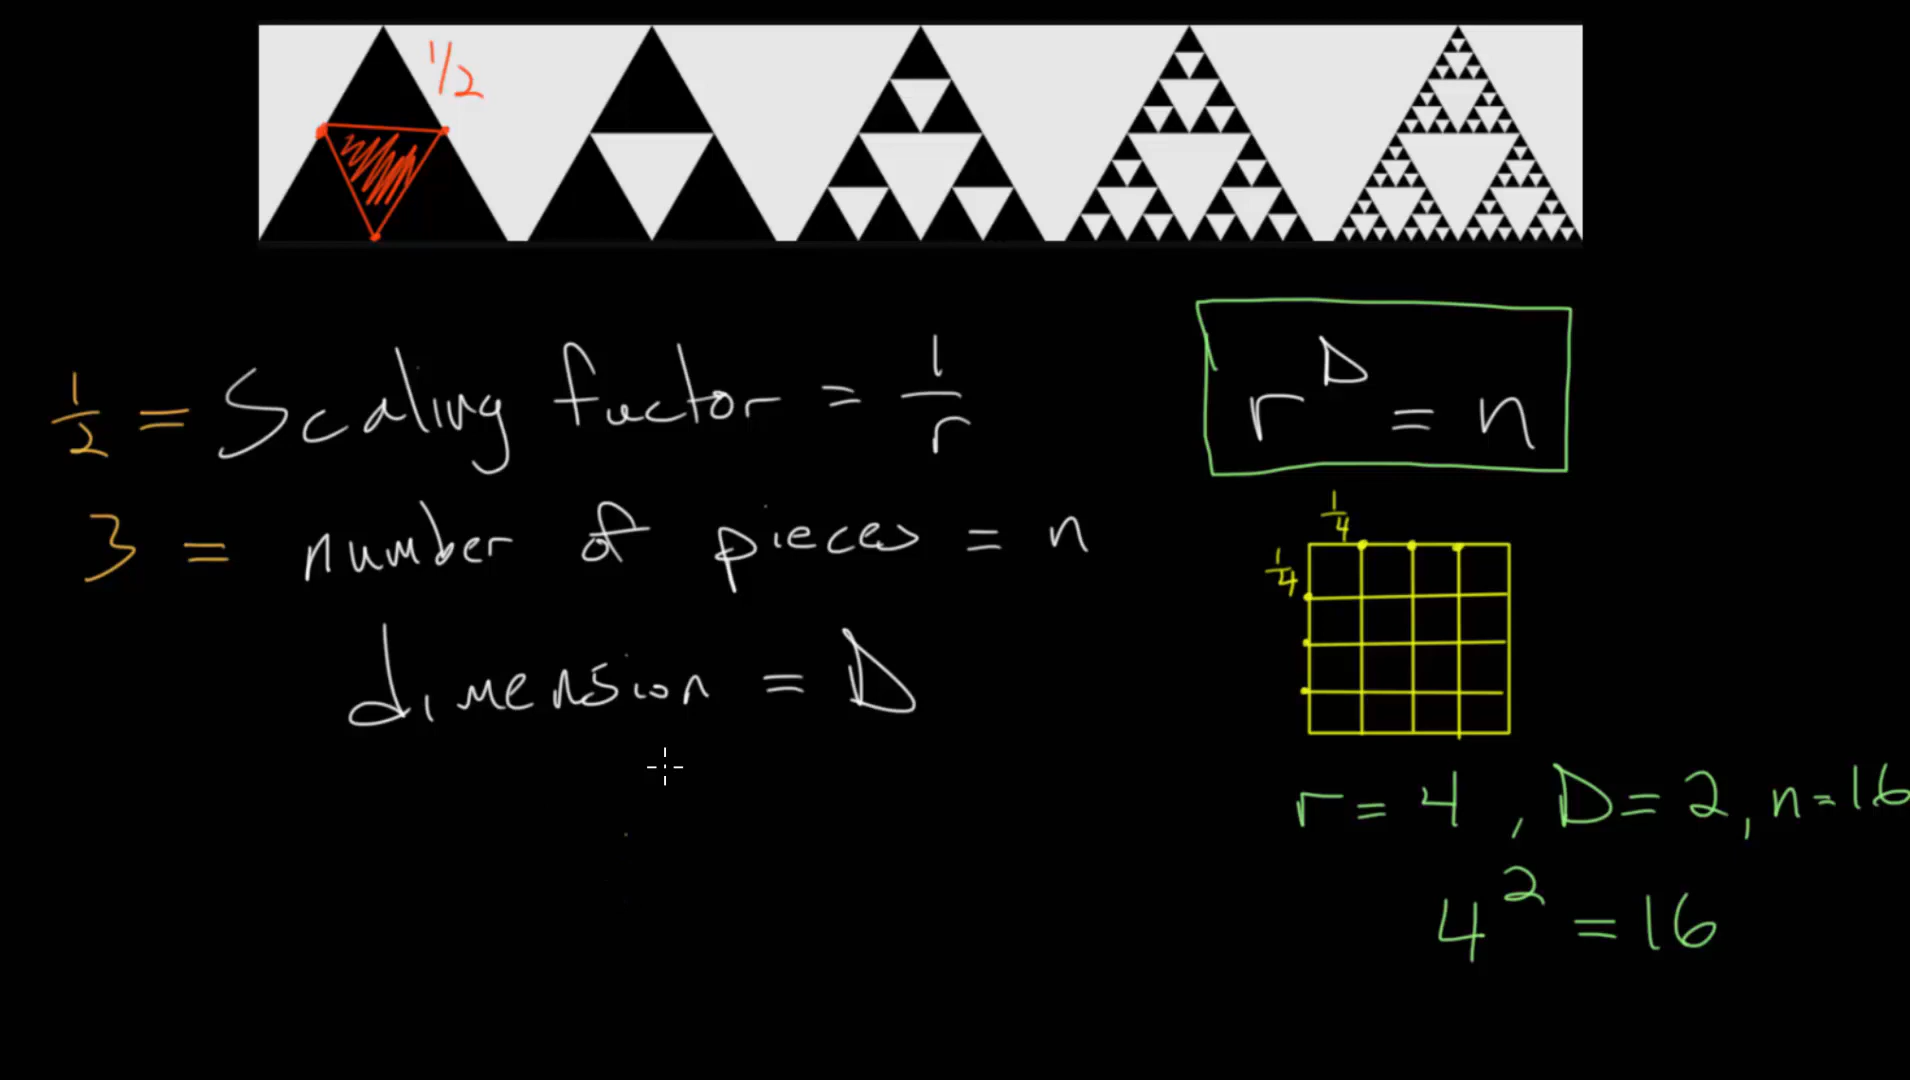 1/2
1/2 = Scaling factor = 1/r
r^D = n
3 = number of pieces = n
1/4
1/4
dimension = D
r = 4, D = 2, n = 16
4^2 = 16